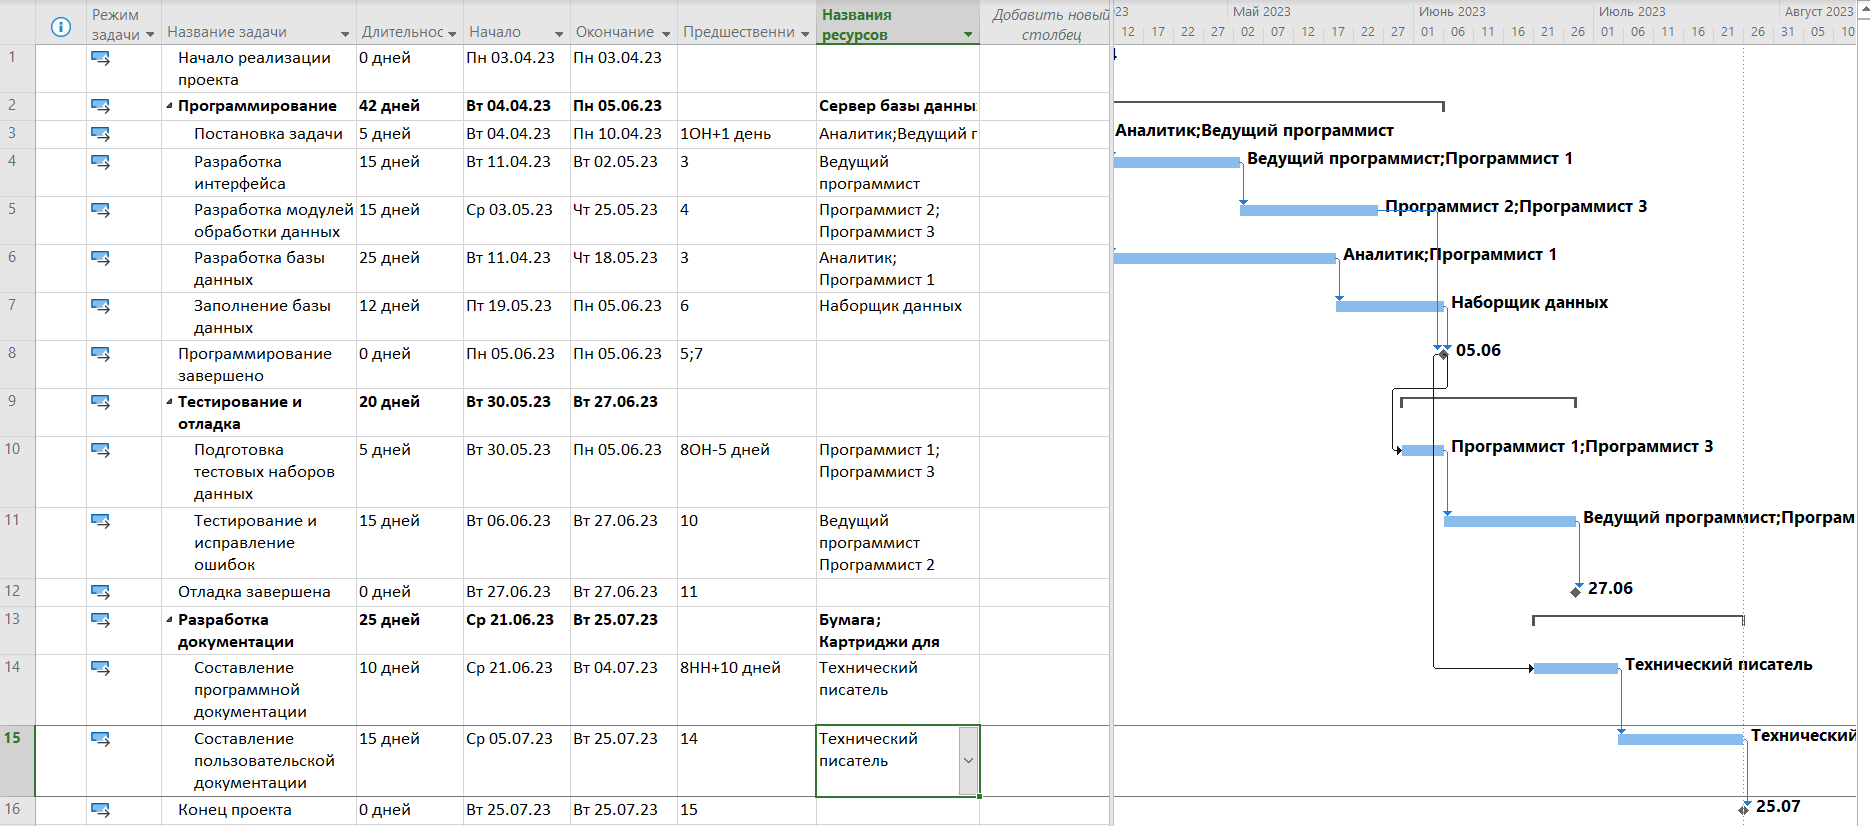 Режим задачи
Название задачи
Длительнос
Начало
Окончание
Предшественни
Названия ресурсов
Добавить новый столбец
023
Май 2023
Июнь 2023
Июль 2023
Август 2023
12 17 22 27 02 07 12 17 22 27 01 06 11 16 21 26 01 06 11 16 21 26 31 05 10
1 Начало реализации проекта 0 дней Пн 03.04.23 Пн 03.04.23
2 Программирование 42 дней Вт 04.04.23 Пн 05.06.23 Сервер базы данны
3 Постановка задачи 5 дней Вт 04.04.23 Пн 10.04.23 1ОН+1 день Аналитик;Ведущий п
Аналитик;Ведущий программист
4 Разработка интерфейса 15 дней Вт 11.04.23 Вт 02.05.23 3 Ведущий программист
Ведущий программист;Программист 1
5 Разработка модулей обработки данных 15 дней Ср 03.05.23 Чт 25.05.23 4 Программист 2; Программист 3
Программист 2;Программист 3
6 Разработка базы данных 25 дней Вт 11.04.23 Чт 18.05.23 3 Аналитик; Программист 1
Аналитик;Программист 1
7 Заполнение базы данных 12 дней Пт 19.05.23 Пн 05.06.23 6 Наборщик данных
Наборщик данных
8 Программирование завершено 0 дней Пн 05.06.23 Пн 05.06.23 5;7
05.06
9 Тестирование и отладка 20 дней Вт 30.05.23 Вт 27.06.23
10 Подготовка тестовых наборов данных 5 дней Вт 30.05.23 Пн 05.06.23 8ОН-5 дней Программист 1; Программист 3
Программист 1;Программист 3
11 Тестирование и исправление ошибок 15 дней Вт 06.06.23 Вт 27.06.23 10 Ведущий программист Программист 2
Ведущий программист;Програм
12 Отладка завершена 0 дней Вт 27.06.23 Вт 27.06.23 11
27.06
13 Разработка документации 25 дней Ср 21.06.23 Вт 25.07.23 Бумага; Картриджи для
14 Составление программной документации 10 дней Ср 21.06.23 Вт 04.07.23 8НН+10 дней Технический писатель
Технический писатель
15 Составление пользовательской документации 15 дней Ср 05.07.23 Вт 25.07.23 14 Технический писатель
Технический
16 Конец проекта 0 дней Вт 25.07.23 Вт 25.07.23 15
25.07